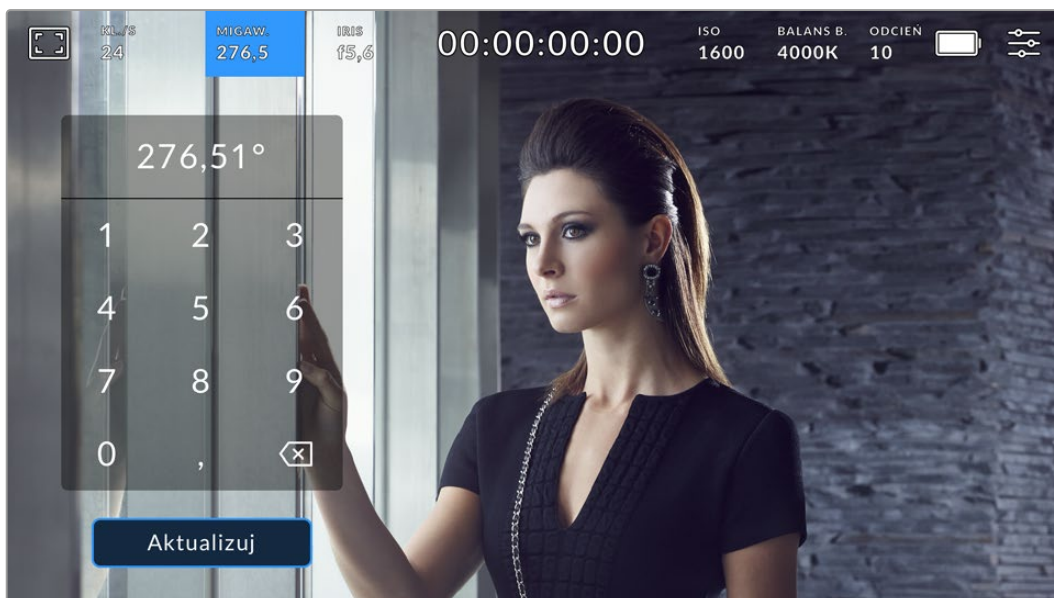 KL./S MIGAW. IRIS 00:00:00:00 ISO BALANS B. ODCIEŃ
24 276,5 f5,6 1600 4000K 10
276,51°
1 2 3
4 5 6
7 8 9
0 ,
Aktualizuj